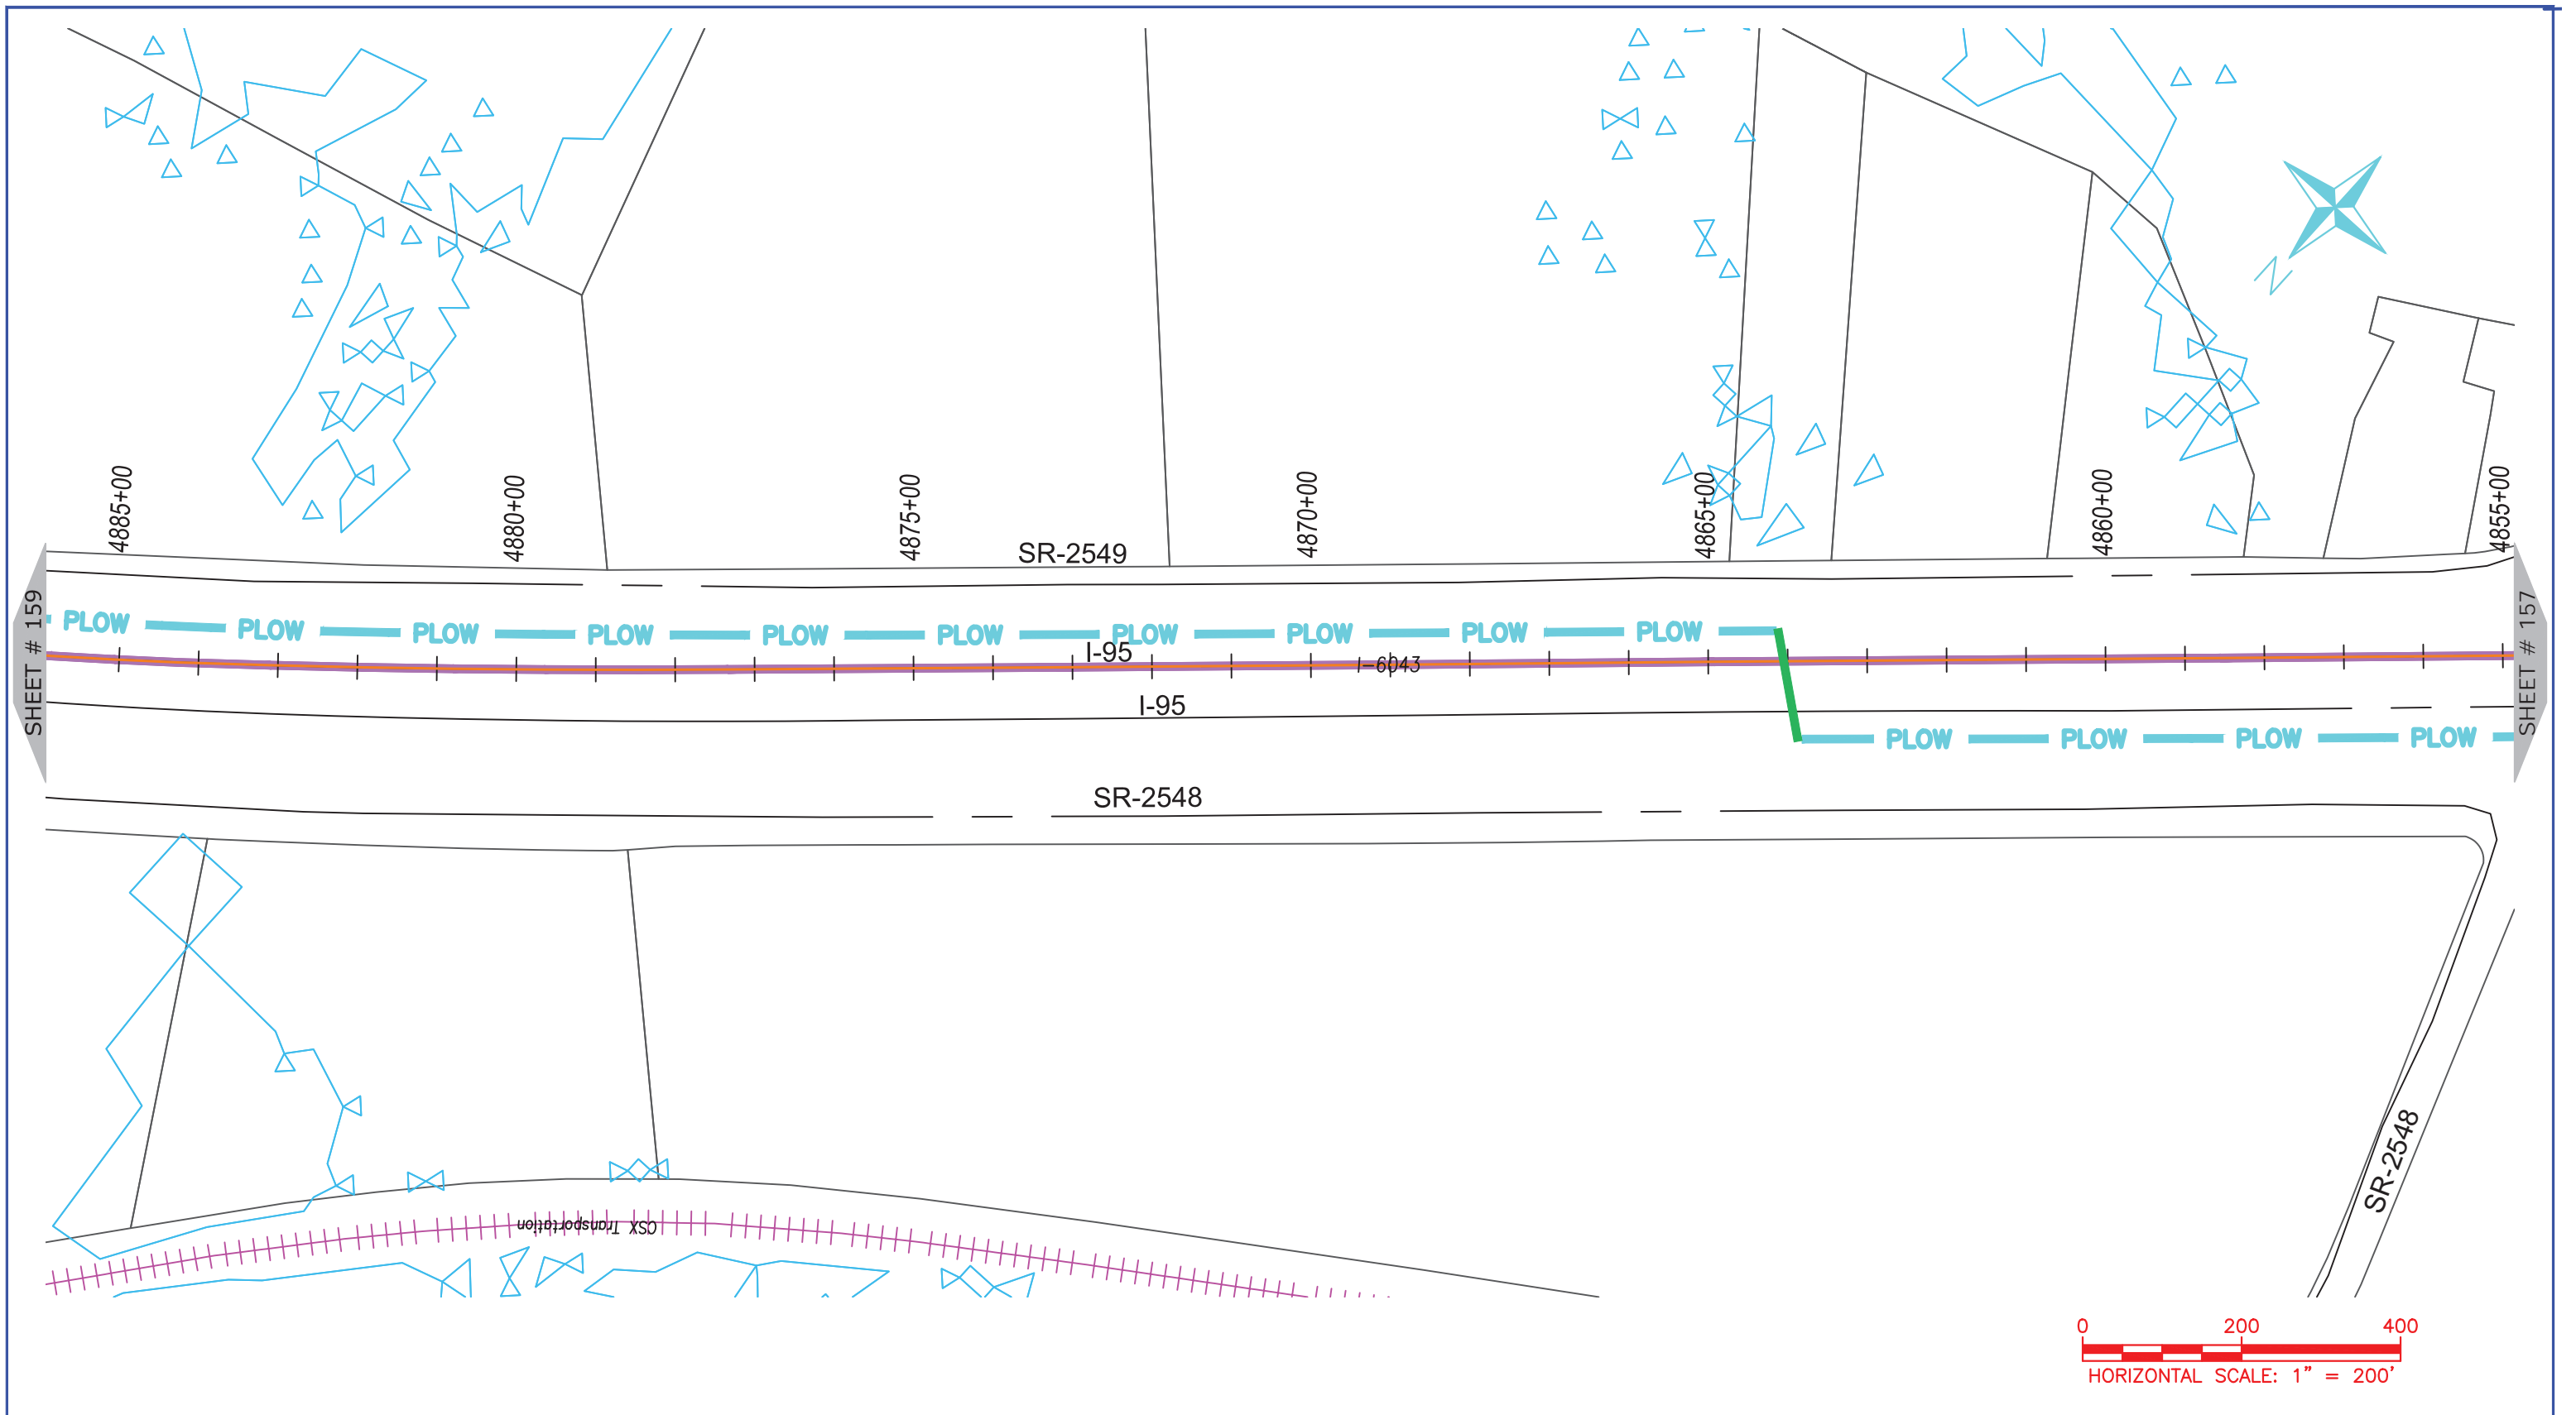 4885+00
4880+00
4875+00
4870+00
4865+00
4860+00
4855+00
SR-2549
SHEET # 159
SHEET # 157
PLOW PLOW PLOW PLOW PLOW PLOW PLOW PLOW PLOW PLOW
I-95
I-6043
I-95
PLOW PLOW PLOW PLOW
SR-2548
SR-2548
CSX Transportation
N
0 200 400
HORIZONTAL SCALE: 1" = 200'